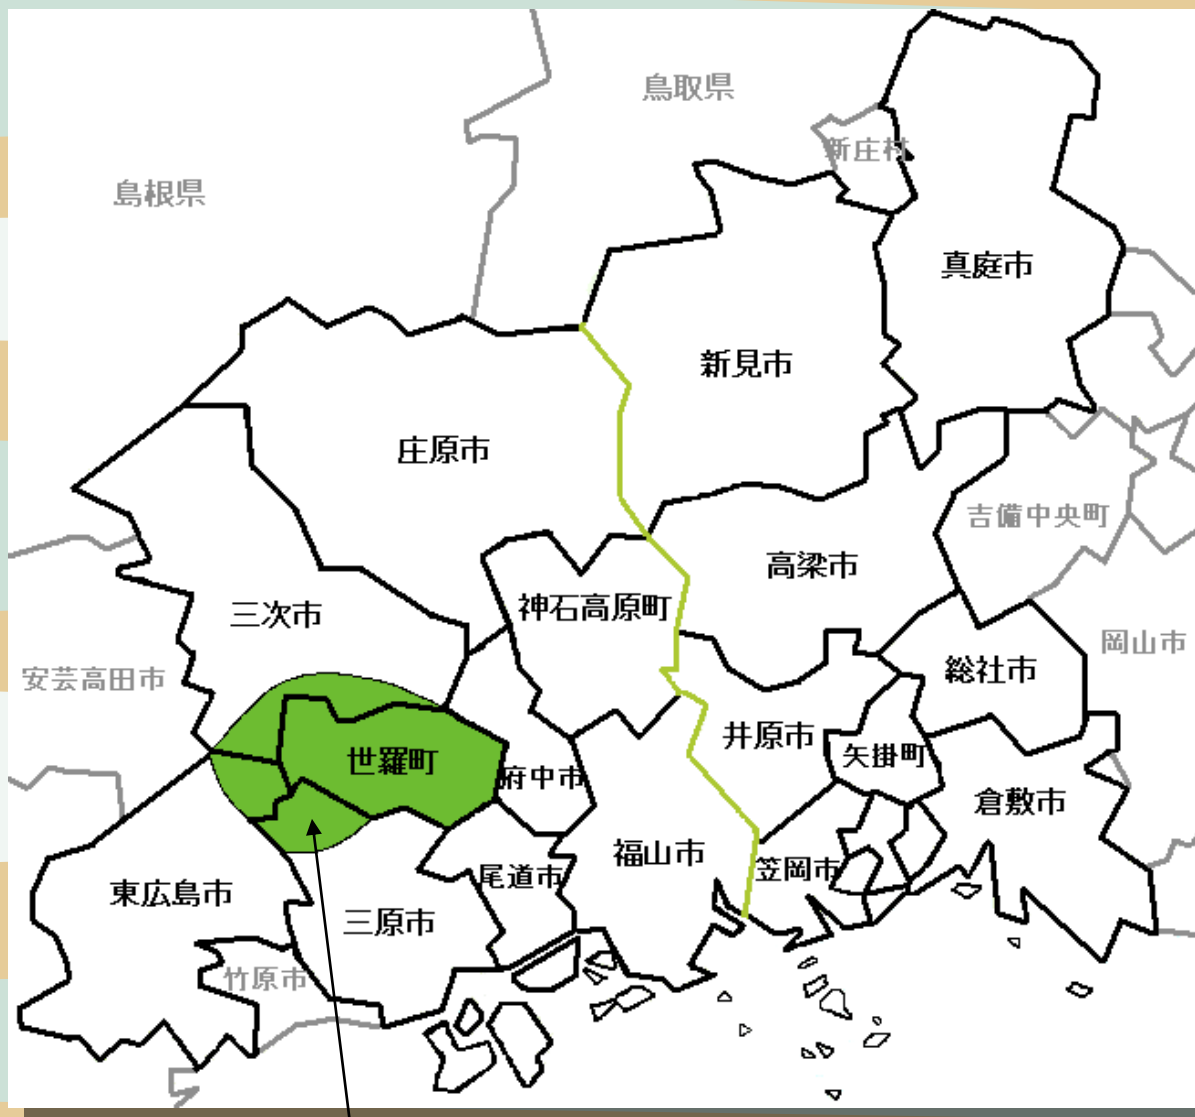 鳥取県
新庄村
島根県
真庭市
新見市
庄原市
吉備中央町
高梁市
神石高原町
三次市
岡山市
総社市
安芸高田市
井原市
矢掛町
世羅町
府中市
倉敷市
福山市
笠岡市
尾道市
東広島市
三原市
竹原市